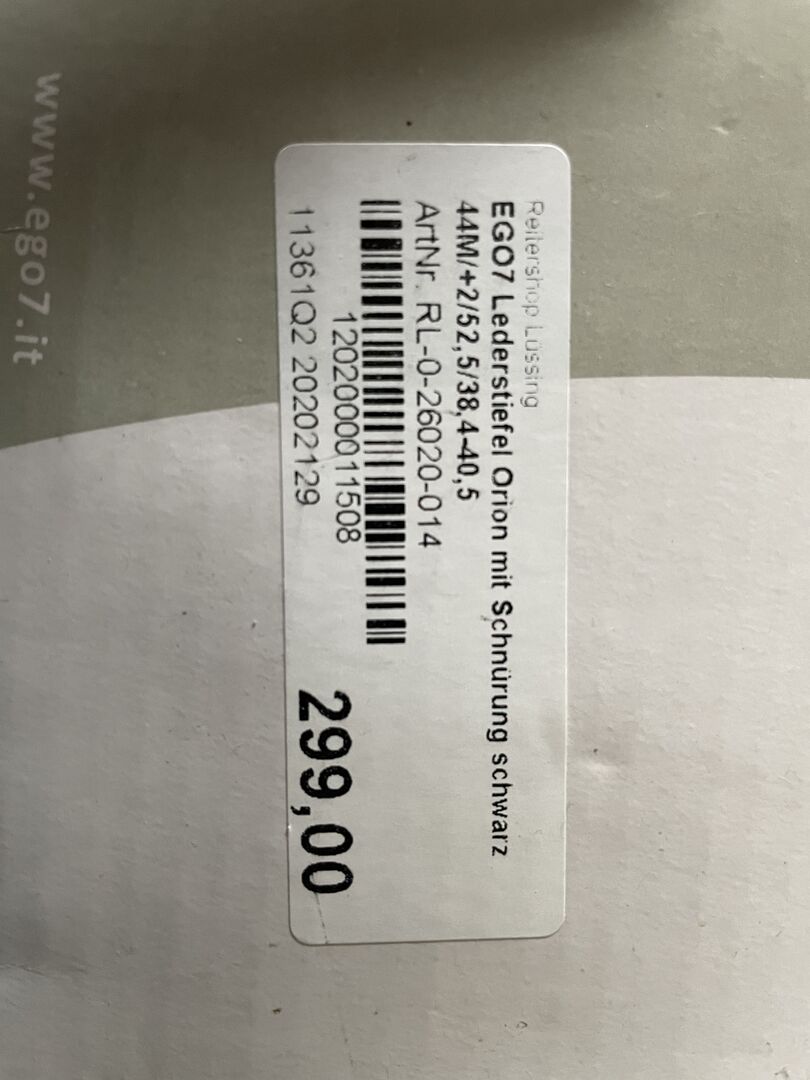 Reitershop Lüssing
EGO7 Lederstiefel Orion mit Schnürung schwarz
44M/+2/52,5/38,4-40,5
ArtNr. RL-0-26020-014
1202000011508
11361Q2 20202129
299,00
www.ego7.it